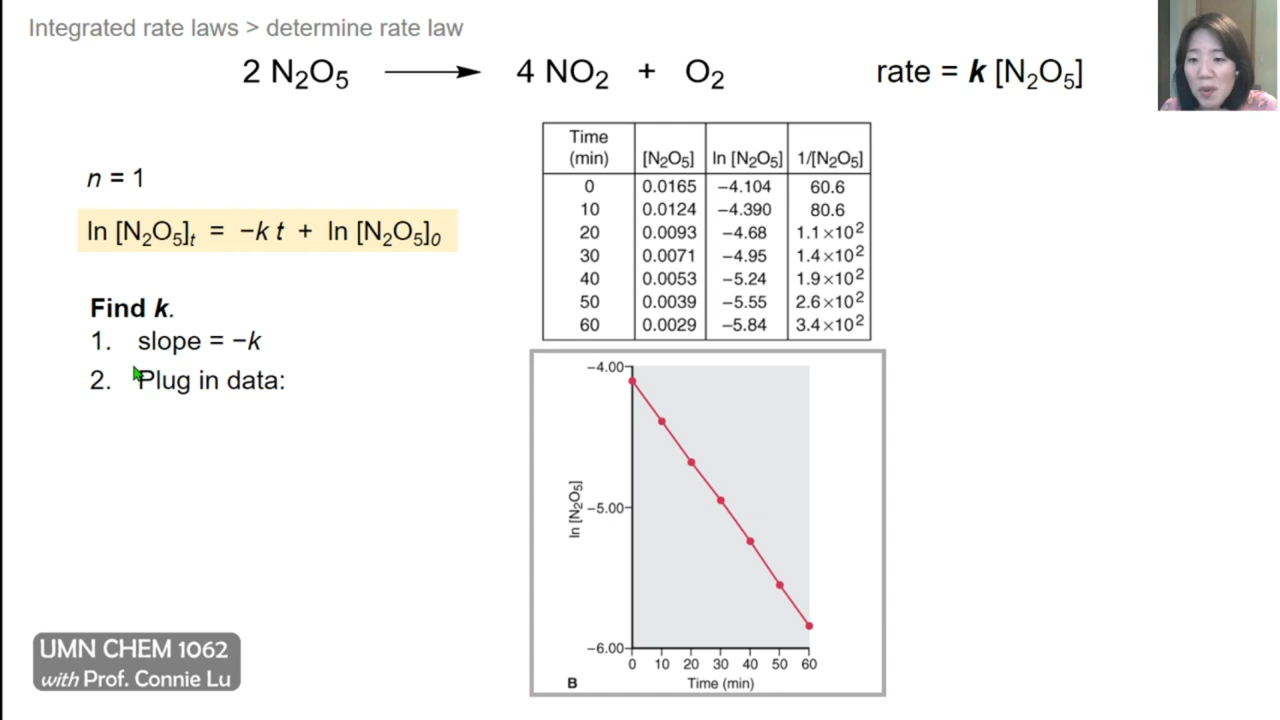 Integrated rate laws > determine rate law
2 N₂O₅ ⟶ 4 NO₂ + O₂ rate = k [N₂O₅]
n = 1
ln [N₂O₅]ₜ = −k t + ln [N₂O₅]₀
Find k.
1. slope = −k
2. Plug in data:
Time
(min) [N₂O₅] ln [N₂O₅] 1/[N₂O₅]
0 0.0165 −4.104 60.6
10 0.0124 −4.390 80.6
20 0.0093 −4.68 1.1×10²
30 0.0071 −4.95 1.4×10²
40 0.0053 −5.24 1.9×10²
50 0.0039 −5.55 2.6×10²
60 0.0029 −5.84 3.4×10²
−4.00
ln [N₂O₅]
−5.00
−6.00
0 10 20 30 40 50 60
B Time (min)
UMN CHEM 1062
with Prof. Connie Lu